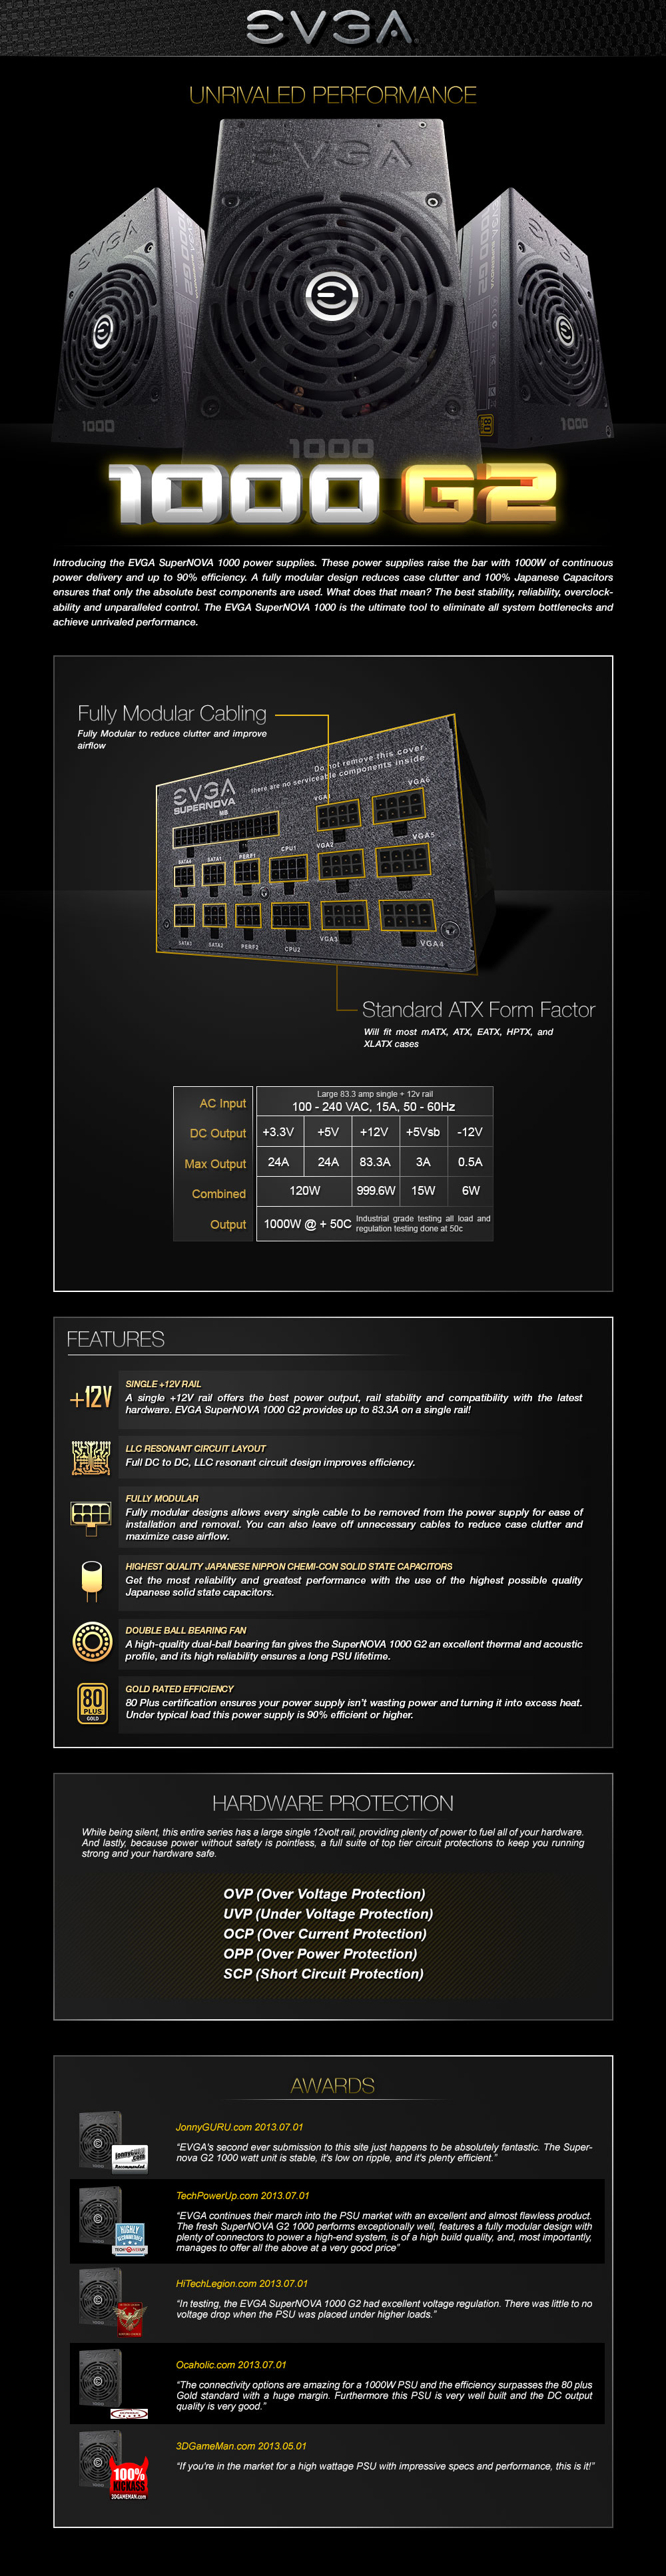 EVGA
UNRIVALED PERFORMANCE
EVGA
EVGA
1000 G2
1000
1000
1000
1000 G2
Introducing the EVGA SuperNOVA 1000 power supplies. These power supplies raise the bar with 1000W of continuous
power delivery and up to 90% efficiency. A fully modular design reduces case clutter and 100% Japanese Capacitors
ensures that only the absolute best components are used. What does that mean? The best stability, reliability, overclock-
ability and unparalleled control. The EVGA SuperNOVA 1000 is the ultimate tool to eliminate all system bottlenecks and
achieve unrivaled performance.
Fully Modular Cabling
Fully Modular to reduce clutter and improve
airflow
Do not remove this cover,
there are no serviceable components inside
EVGA
SUPERNOVA
MB
VGA1
VGA6
CPU1
VGA2
VGA5
PERF1
SATA1
SATA2
PERF2
CPU2
VGA3
VGA4
Standard ATX Form Factor
Will fit most mATX, ATX, EATX, HPTX, and
XLATX cases
AC Input
Large 83.3 amp single + 12v rail
100 - 240 VAC, 15A, 50 - 60Hz
DC Output +3.3V +5V +12V +5Vsb -12V
Max Output 24A 24A 83.3A 3A 0.5A
Combined 120W 999.6W 15W 6W
Output 1000W @ + 50C Industrial grade testing all load and
regulation testing done at 50c
FEATURES
+12V
SINGLE +12V RAIL
A single +12V rail offers the best power output, rail stability and compatibility with the latest
hardware. EVGA SuperNOVA 1000 G2 provides up to 83.3A on a single rail!
LLC RESONANT CIRCUIT LAYOUT
Full DC to DC, LLC resonant circuit design improves efficiency.
FULLY MODULAR
Fully modular designs allows every single cable to be removed from the power supply for ease of
installation and removal. You can also leave off unnecessary cables to reduce case clutter and
maximize case airflow.
HIGHEST QUALITY JAPANESE NIPPON CHEMI-CON SOLID STATE CAPACITORS
Get the most reliability and greatest performance with the use of the highest possible quality
Japanese solid state capacitors.
DOUBLE BALL BEARING FAN
A high-quality dual-ball bearing fan gives the SuperNOVA 1000 G2 an excellent thermal and acoustic
profile, and its high reliability ensures a long PSU lifetime.
80
PLUS
GOLD
GOLD RATED EFFICIENCY
80 Plus certification ensures your power supply isn't wasting power and turning it into excess heat.
Under typical load this power supply is 90% efficient or higher.
HARDWARE PROTECTION
While being silent, this entire series has a large single 12volt rail, providing plenty of power to fuel all of your hardware.
And lastly, because power without safety is pointless, a full suite of top tier circuit protections to keep you running
strong and your hardware safe.
OVP (Over Voltage Protection)
UVP (Under Voltage Protection)
OCP (Over Current Protection)
OPP (Over Power Protection)
SCP (Short Circuit Protection)
AWARDS
JonnyGURU.com 2013.07.01
“EVGA's second ever submission to this site just happens to be absolutely fantastic. The Super-
nova G2 1000 watt unit is stable, it's low on ripple, and it's plenty efficient.”
TechPowerUp.com 2013.07.01
“EVGA continues their march into the PSU market with an excellent and almost flawless product.
The fresh SuperNOVA G2 1000 performs exceptionally well, features a fully modular design with
plenty of connectors to power a high-end system, is of a high build quality, and, most importantly,
manages to offer all the above at a very good price”
HIGHLY
RECOMMENDED
TECHPOWERUP
HiTechLegion.com 2013.07.01
“In testing, the EVGA SuperNOVA 1000 G2 had excellent voltage regulation. There was little to no
voltage drop when the PSU was placed under higher loads.”
Ocaholic.com 2013.07.01
“The connectivity options are amazing for a 1000W PSU and the efficiency surpasses the 80 plus
Gold standard with a huge margin. Furthermore this PSU is very well built and the DC output
quality is very good.”
3DGameMan.com 2013.05.01
“If you're in the market for a high wattage PSU with impressive specs and performance, this is it!”
100%
KICKASS
3DGAMEMAN.com